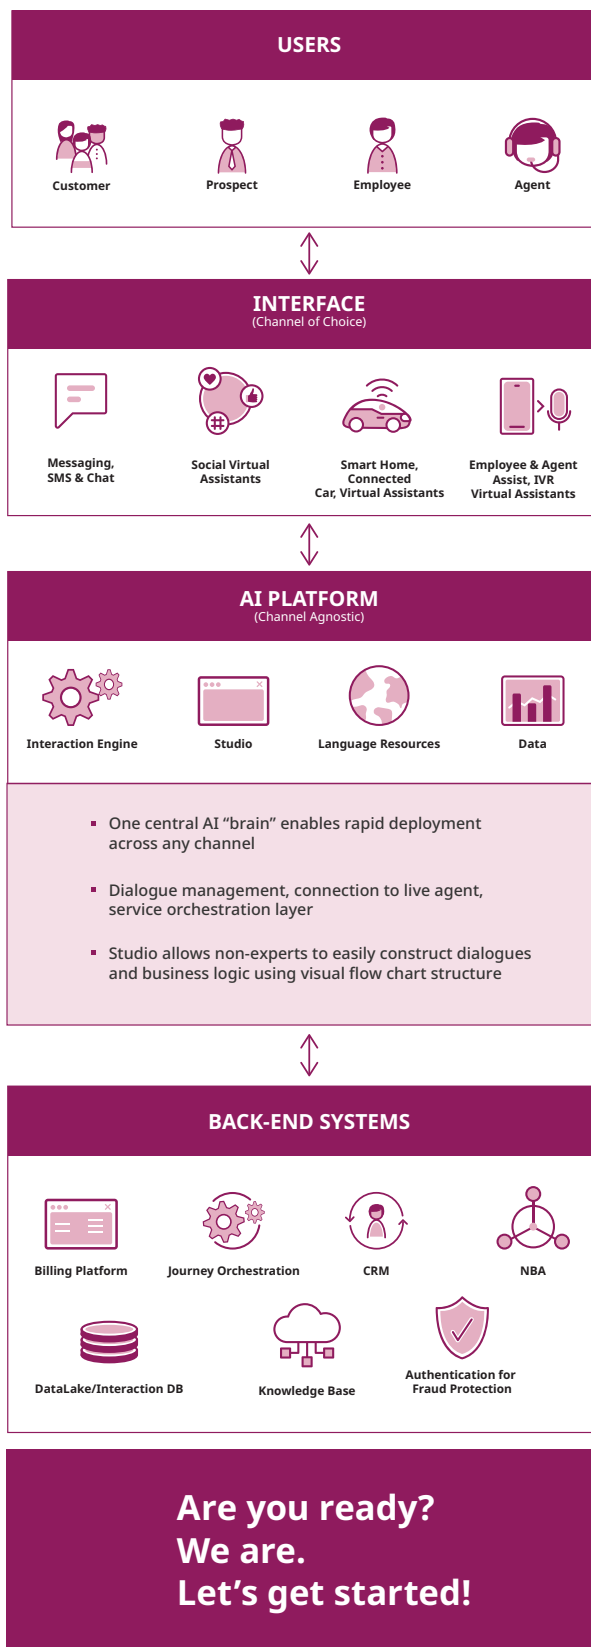 USERS
Customer
Prospect
Employee
Agent
INTERFACE
(Channel of Choice)
Messaging,
SMS & Chat
Social Virtual
Assistants
Smart Home,
Connected
Car, Virtual Assistants
Employee & Agent
Assist, IVR
Virtual Assistants
AI PLATFORM
(Channel Agnostic)
Interaction Engine
Studio
Language Resources
Data
▪ One central AI “brain” enables rapid deployment
across any channel
▪ Dialogue management, connection to live agent,
service orchestration layer
▪ Studio allows non-experts to easily construct dialogues
and business logic using visual flow chart structure
BACK-END SYSTEMS
Billing Platform
Journey Orchestration
CRM
NBA
DataLake/Interaction DB
Knowledge Base
Authentication for
Fraud Protection
Are you ready?
We are.
Let’s get started!